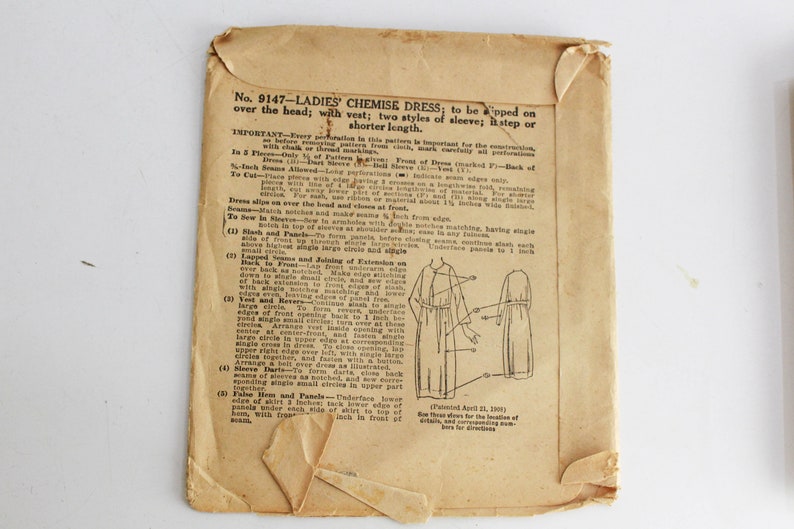 No. 9147—LADIES' CHEMISE DRESS; to be slipped on
over the head; with vest; two styles of sleeve; instep or
shorter length.
IMPORTANT—Every perforation in this pattern is important for the construction,
so before removing pattern from cloth, mark carefully all perforations
with chalk or thread markings.
In 5 Pieces—Only ½ of Pattern is given: Front of Dress (marked F)—Back of
Dress (B)—Dart Sleeve (S)—Bell Sleeve (E)—Vest (Y).
⅜-Inch Seams Allowed—Long perforations indicate seam edges only.
To Cut—Place pieces with edge having 3 crosses on a lengthwise fold, remaining
pieces with line of 4 large circles lengthwise of material. For shorter
length, cut away lower part of sections (F) and (B) along single large
circles. For sash, use ribbon or material about 1½ inches wide finished.
Dress slips on over the head and closes at front.
Seams—Match notches and make seams ⅜ inch from edge.
To Sew in Sleeves—Sew in armholes with double notches matching, having single
notch in top of sleeves at shoulder seams; ease in any fulness.
(1) Slash and Panels—To form panels, before closing seams, continue slash each
side of front up through single large circles. Underface panels to 1 inch
above highest single large circle and single
small circle.
(2) Lapped Seams and Joining of Extension on
Back to Front—Lap front underarm edge
over back as notched. Make edge stitching
down to single small circle, and sew edges
of back extension to front edges of slash,
with single notches matching and lower
edges even, leaving edges of panel free.
(3) Vest and Revers—Continue slash to single
large circle. To form revers, underface
edges of front opening back to 1 inch be-
yond single small circles; turn over at these
circles. Arrange vest inside opening with
center at center-front, and fasten single
large circle in upper edge at corresponding
single cross in dress. To close opening, lap
upper right edge over left, with single large
circles together, and fasten with a button.
Arrange a belt over dress as illustrated.
(4) Sleeve Darts—To form darts, close back
seams of sleeves as notched, and sew corre-
sponding single small circles in upper part
together.
(5) False Hem and Panels—Underface lower
edge of skirt 3 inches; tack lower edge of
panels under each side of skirt to top of
hem, with front inch in front of
seam.
(Patented April 21, 1908)
See these views for the location of
details, and corresponding num-
bers for directions